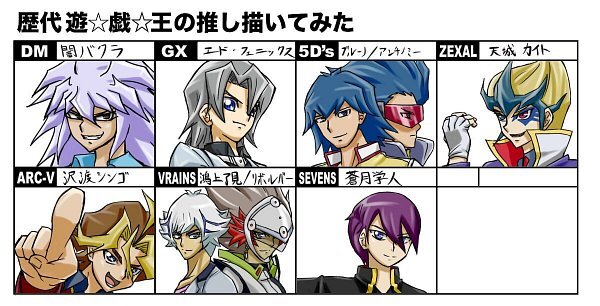 歴代 遊☆戯☆王の推し描いてみた
DM 闇バクラ
GX エド・フェニックス
5D's ブルーノ/アンチノミー
ZEXAL 天城 カイト
ARC-V 沢渡シンゴ
VRAINS 鴻上了見/リボルバー
SEVENS 蒼月学人